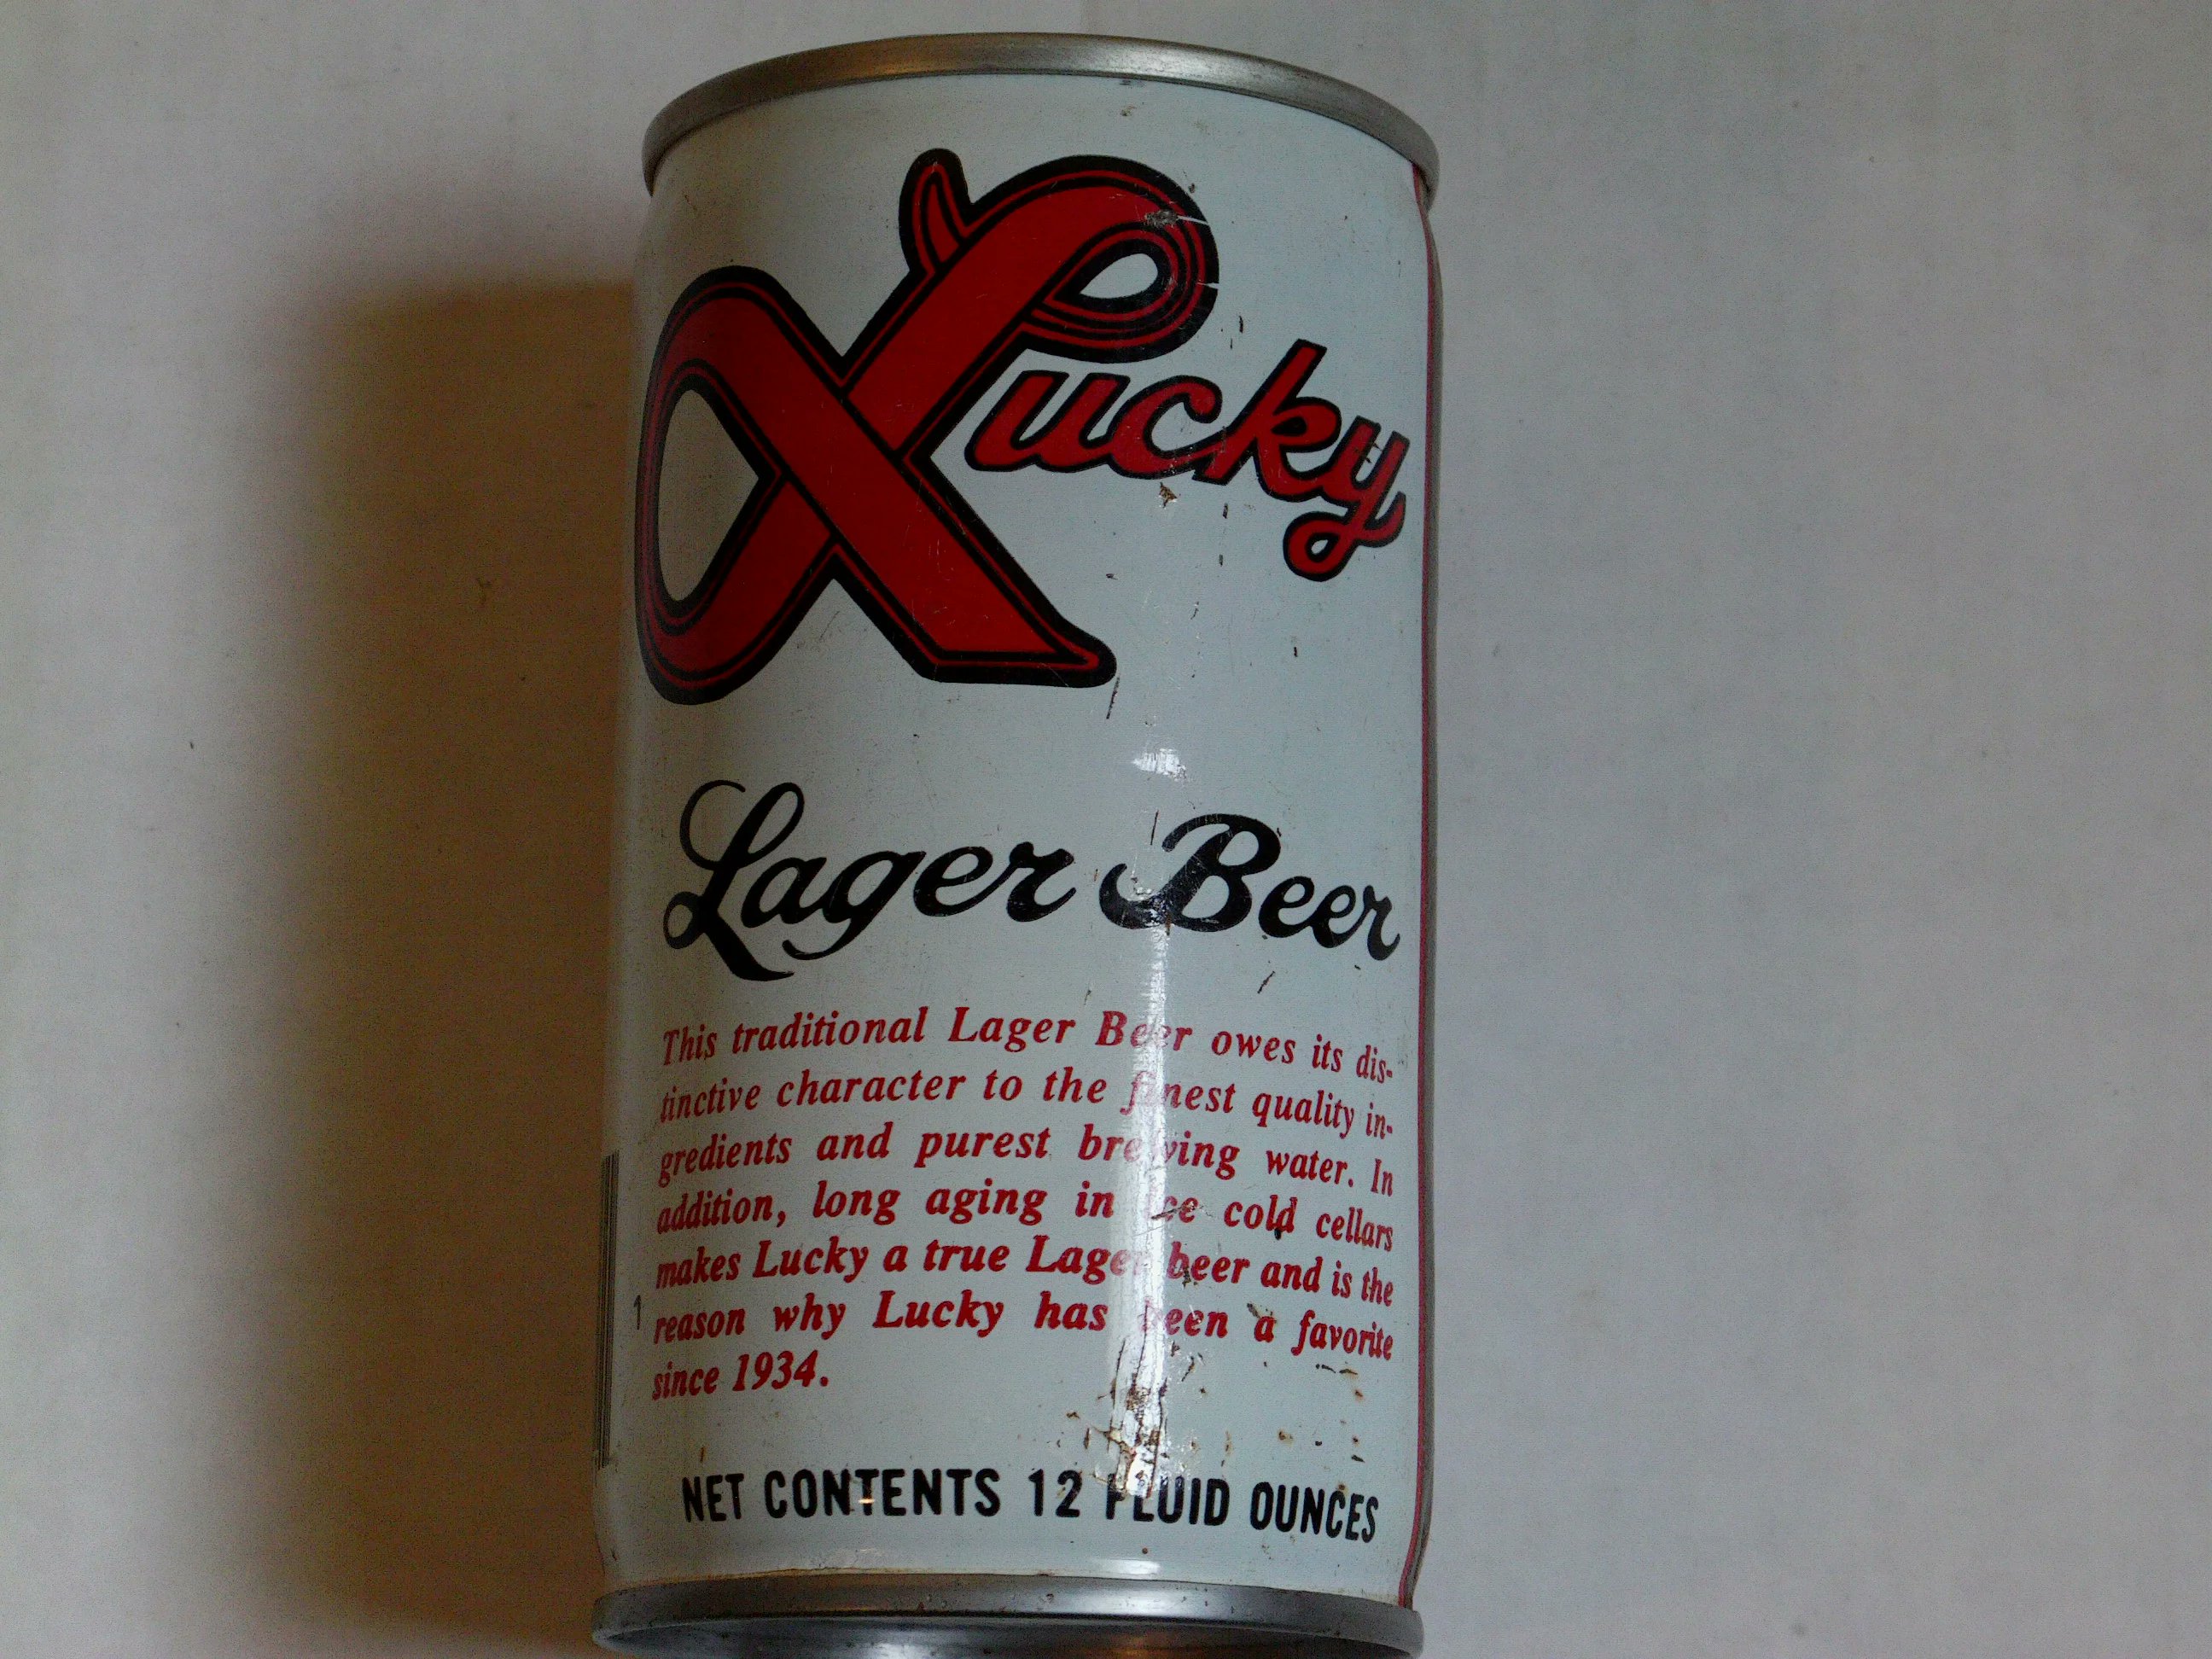 Lucky
Lager Beer
This traditional Lager Beer owes its dis-
tinctive character to the finest quality in-
gredients and purest brewing water. In
addition, long aging in ice cold cellars
makes Lucky a true Lager beer and is the
reason why Lucky has been a favorite
since 1934.
1
NET CONTENTS 12 FLUID OUNCES